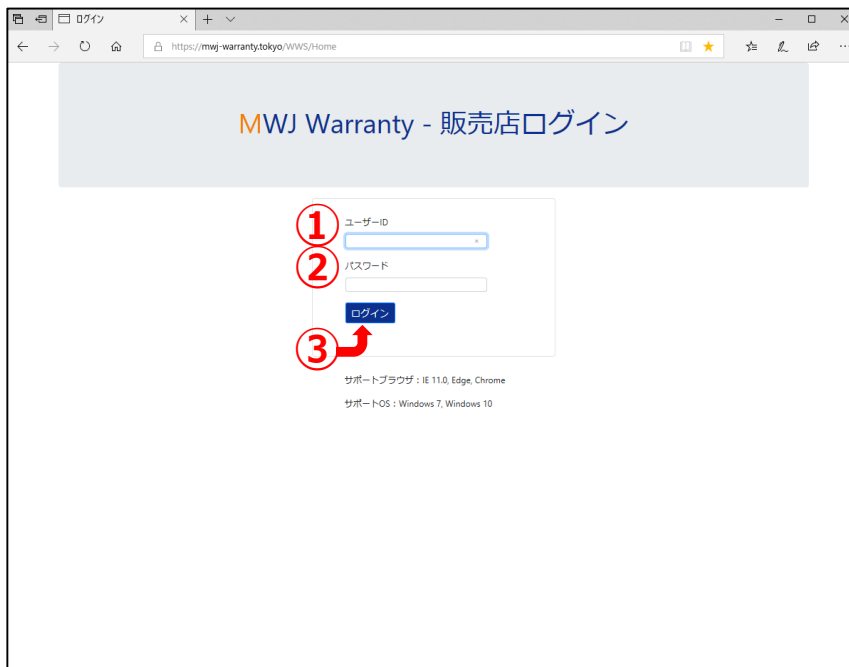 ログイン
https://mwj-warranty.tokyo/WWS/Home
MWJ Warranty - 販売店ログイン
① ユーザーID
② パスワード
ログイン
③
サポートブラウザ：IE 11.0, Edge, Chrome
サポートOS：Windows 7, Windows 10